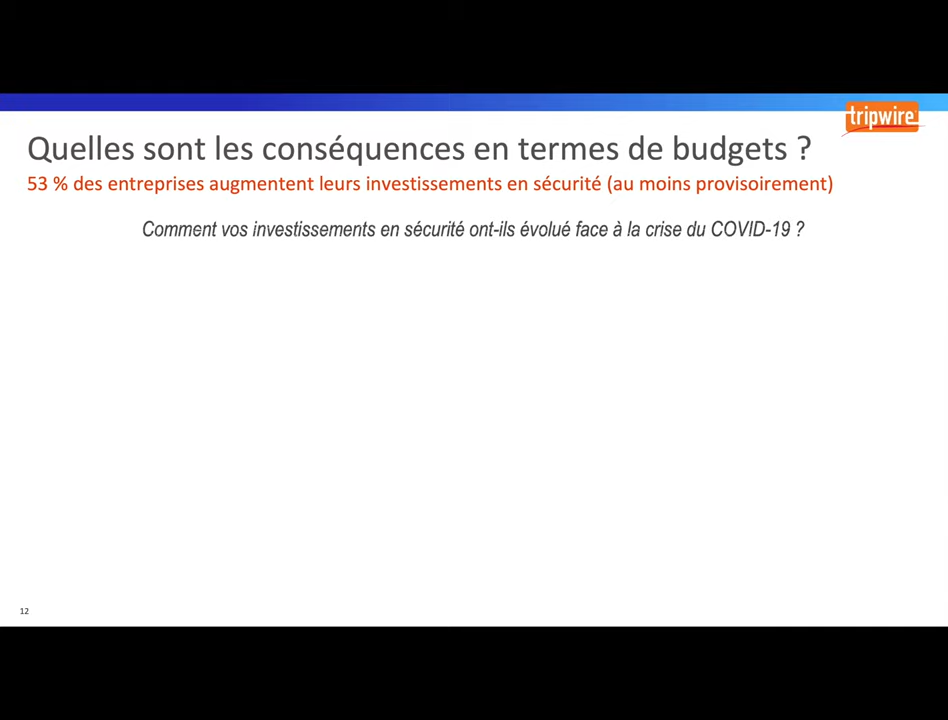 tripwire
Quelles sont les conséquences en termes de budgets ?
53 % des entreprises augmentent leurs investissements en sécurité (au moins provisoirement)
Comment vos investissements en sécurité ont-ils évolué face à la crise du COVID-19 ?
12